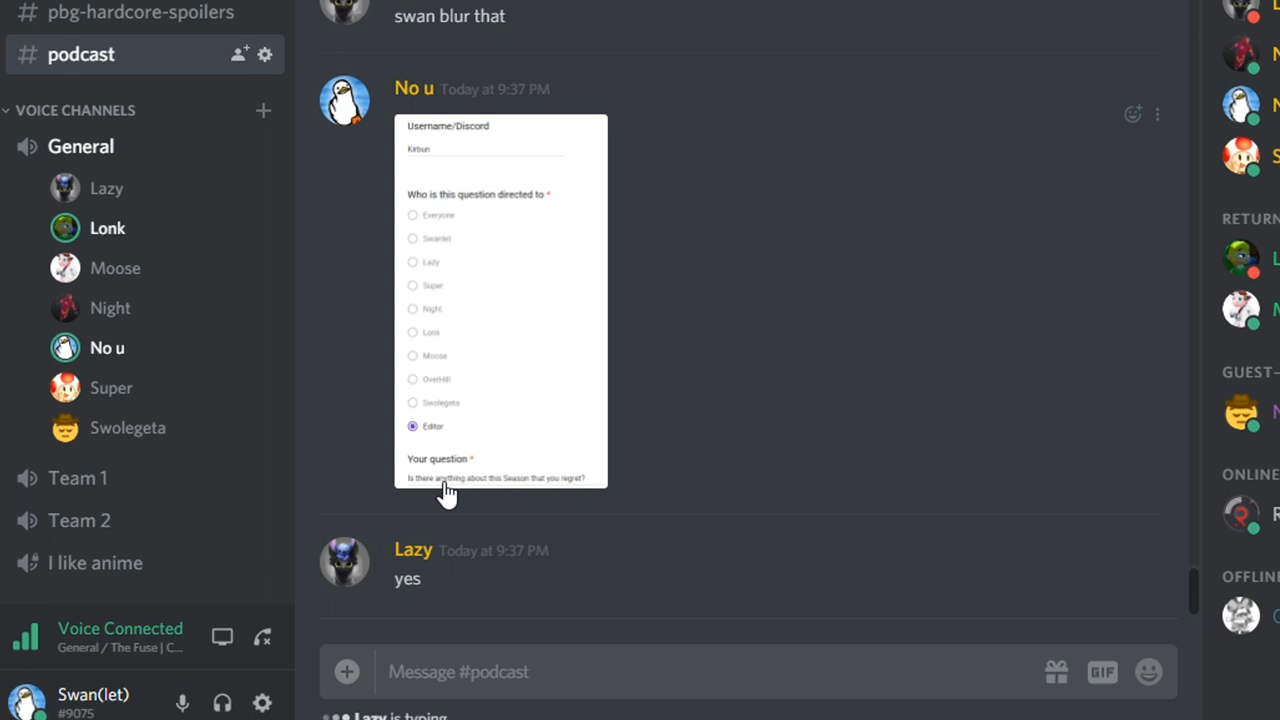 pbg-hardcore-spoilers
podcast
VOICE CHANNELS
General
Lazy
Lonk
Moose
Night
No u
Super
Swolegeta
Team 1
Team 2
I like anime
Voice Connected
General / The Fuse | C...
Swan(let)
#9075
swan blur that
No u Today at 9:37 PM
Username/Discord
Kirbun
Who is this question directed to *
Everyone
Swanlet
Lazy
Super
Night
Lonk
Moose
OverHill
Swolegeta
Editor
Your question *
Is there anything about this Season that you regret?
Lazy Today at 9:37 PM
yes
Message #podcast
GIF
Lazy is typing
RETURN
GUEST-
ONLINE
OFFLINE